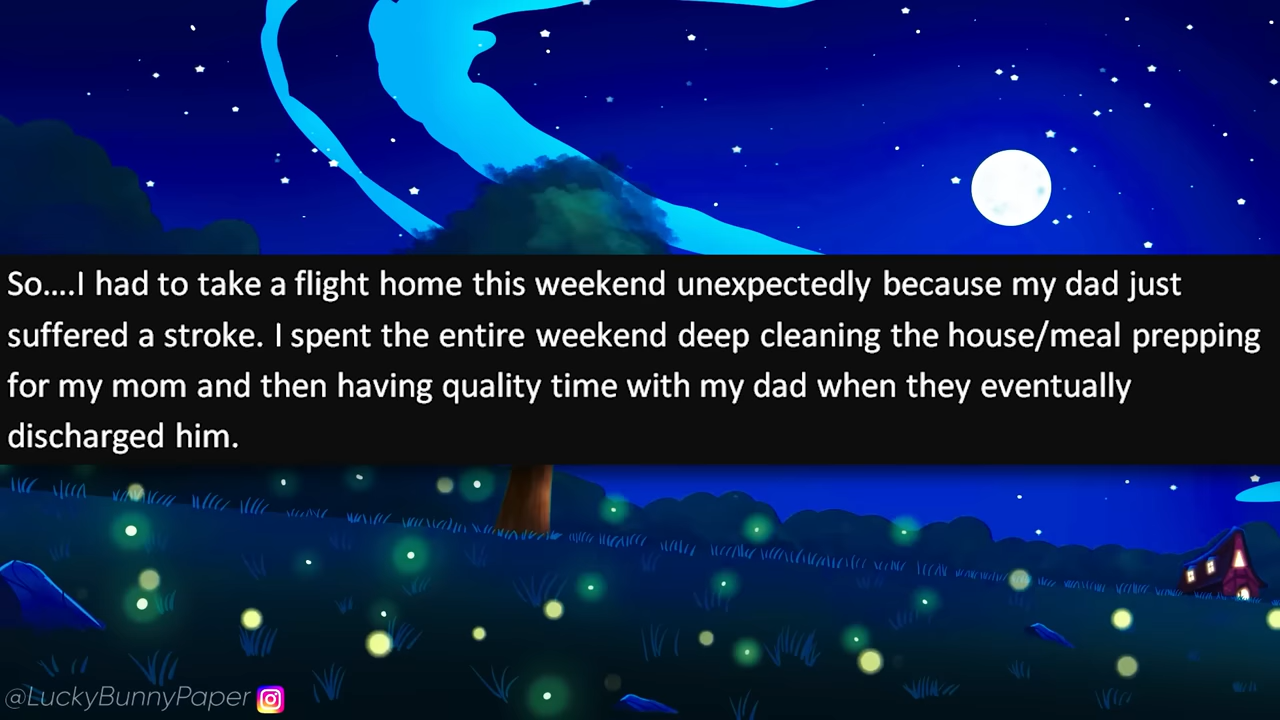 So....I had to take a flight home this weekend unexpectedly because my dad just
suffered a stroke. I spent the entire weekend deep cleaning the house/meal prepping
for my mom and then having quality time with my dad when they eventually
discharged him.
@LuckyBunnyPaper